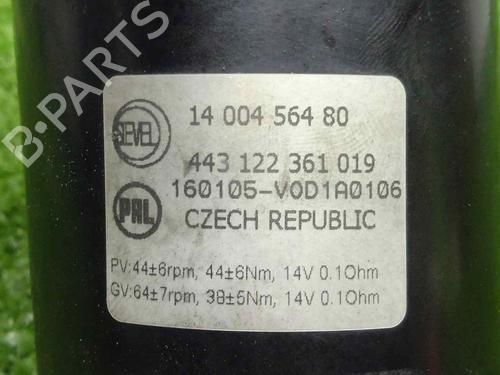 B-PARTS
SEVEL
14 004 564 80
443 122 361 019
160105-V0D1A0106
PAL
CZECH REPUBLIC
PV:44±6rpm, 44±6Nm, 14V 0.1Ohm
GV:64±7rpm, 38±5Nm, 14V 0.1Ohm